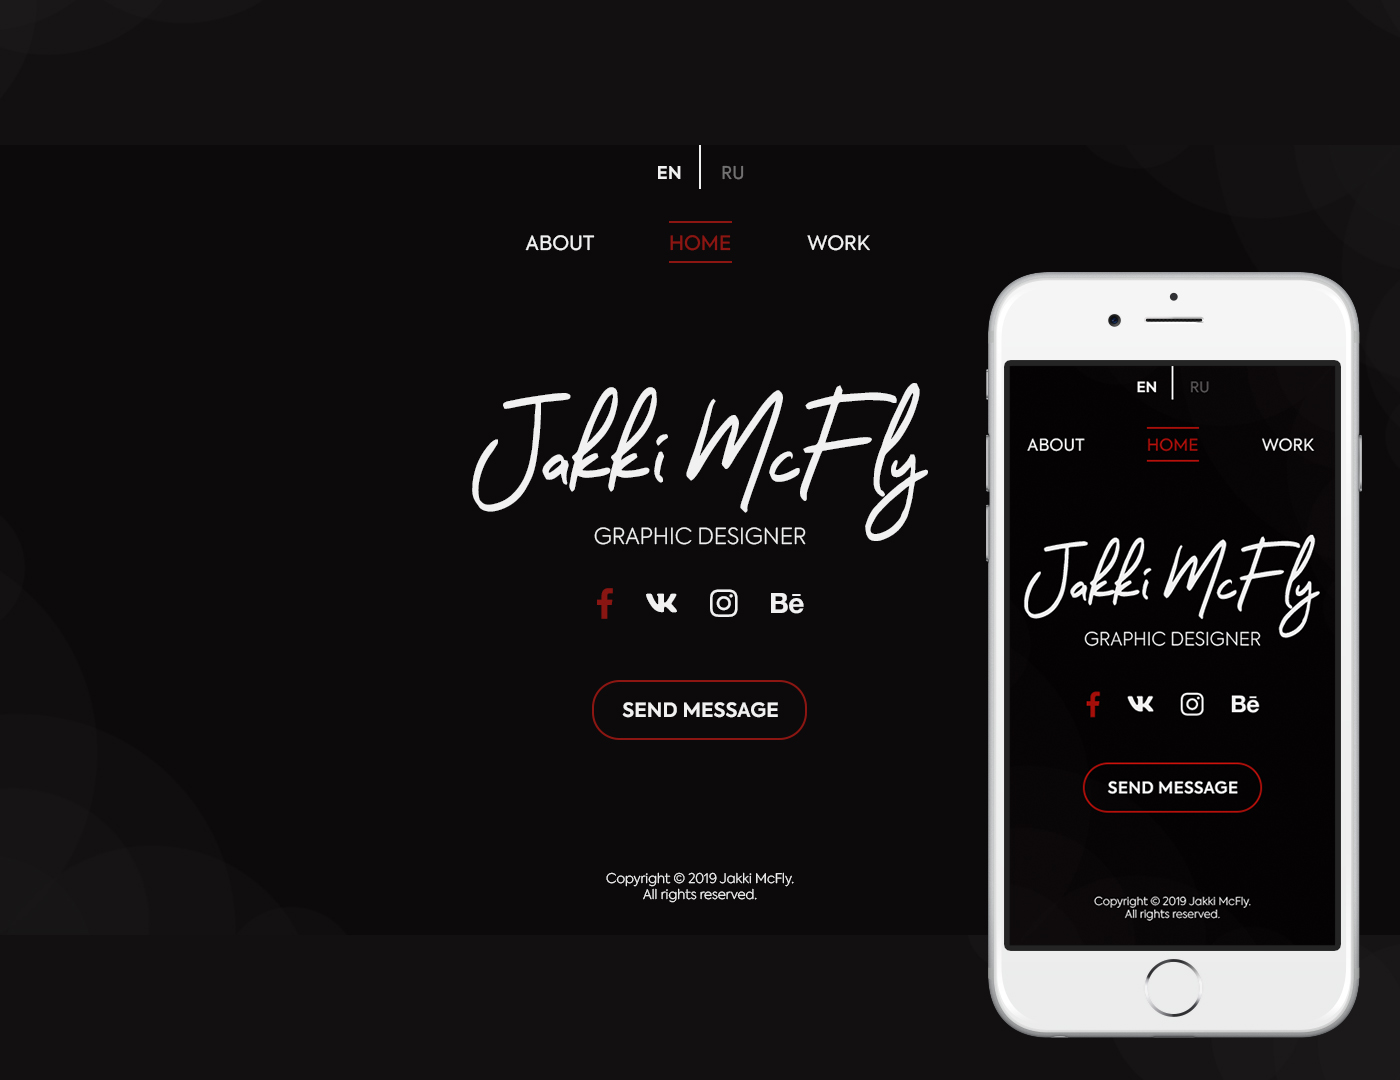 EN RU
ABOUT HOME WORK
Jakki McFly
GRAPHIC DESIGNER
f VK Bē
SEND MESSAGE
Copyright © 2019 Jakki McFly.
All rights reserved.
EN RU
ABOUT HOME WORK
Jakki McFly
GRAPHIC DESIGNER
f VK Bē
SEND MESSAGE
Copyright © 2019 Jakki McFly.
All rights reserved.